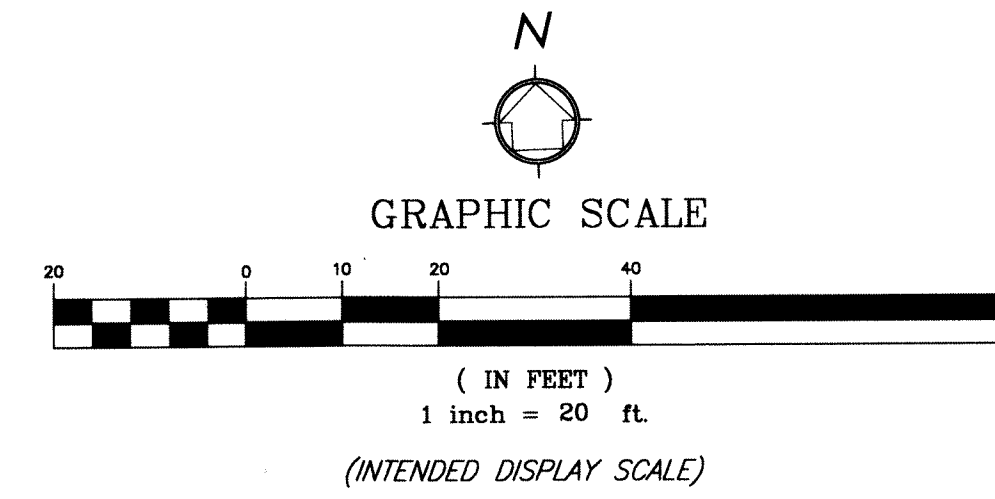 N
GRAPHIC SCALE
20 0 10 20 40
( IN FEET )
1 inch = 20 ft.
(INTENDED DISPLAY SCALE)